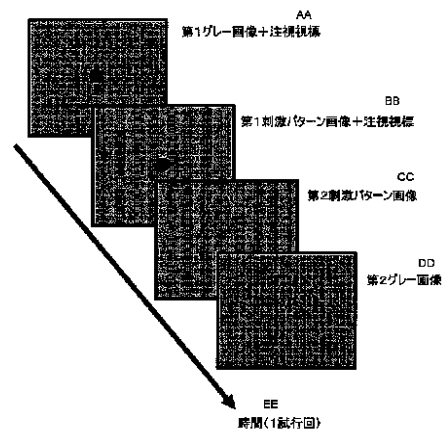 AA
第1グレー画像+注視視標
BB
第1刺激パターン画像+注視視標
CC
第2刺激パターン画像
DD
第2グレー画像
EE
時間(1試行回)